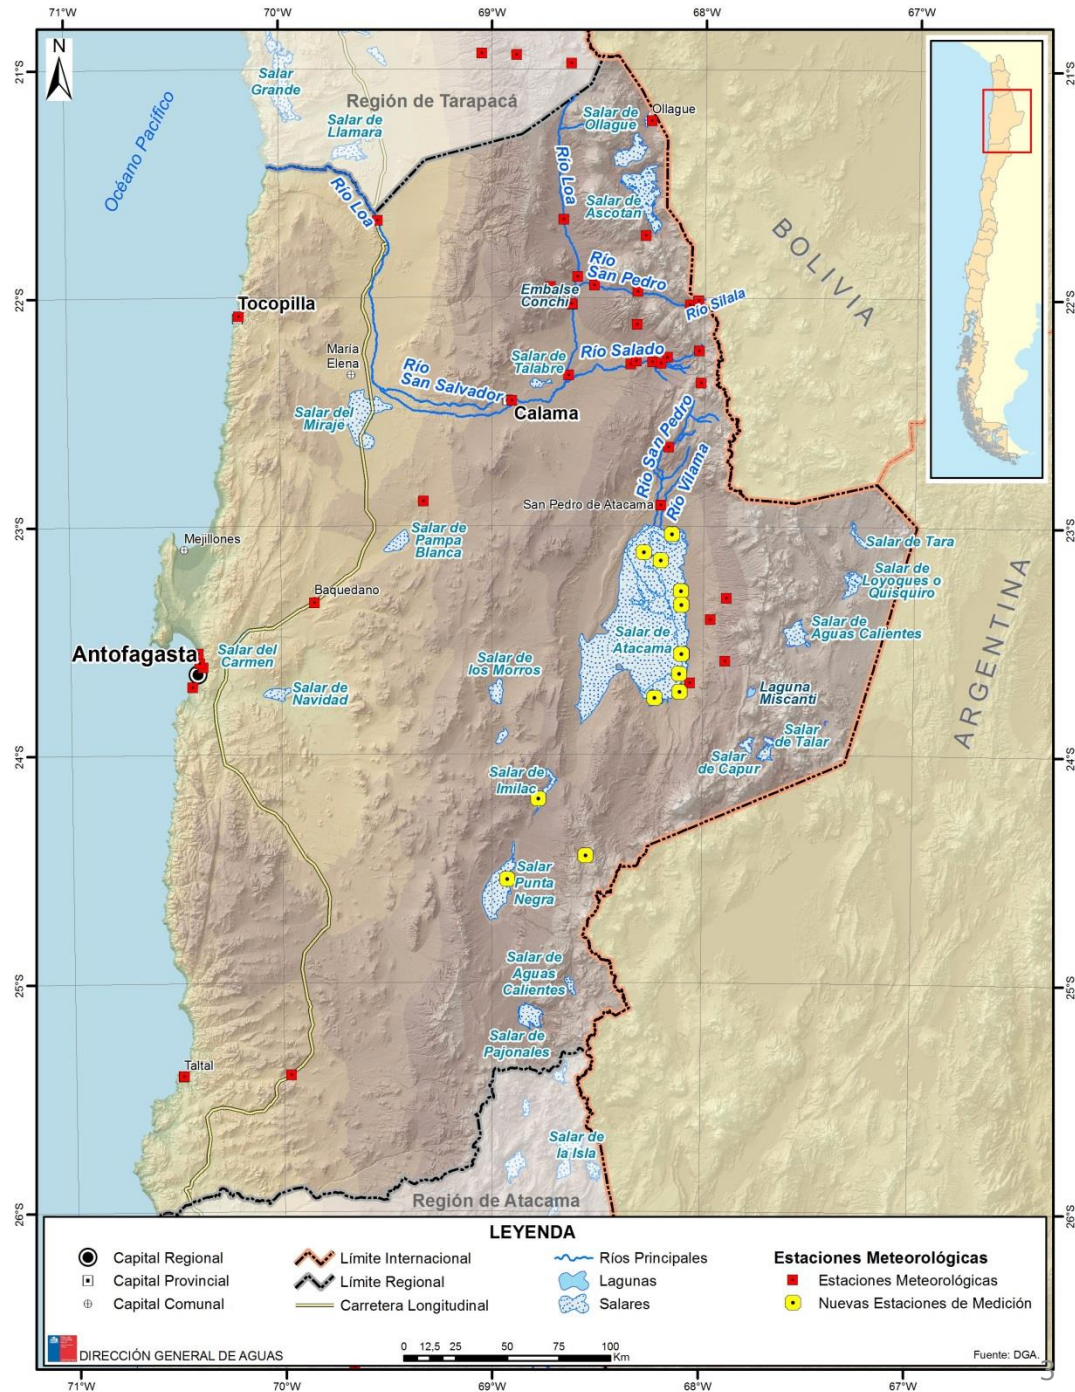 71°W 70°W 69°W 68°W 67°W
N
21°S
22°S
23°S
24°S
25°S
26°S
21°S
22°S
23°S
24°S
25°S
26°S
Océano Pacífico
Salar
Grande
Región de Tarapacá
Salar de
Llamara
Salar de
Ollague
Ollague
Río Loa
Río Loa
Salar de
Ascotan
BOLIVIA
Río
San Pedro
Embalse
Conchi
Río Silala
Tocopilla
María
Elena
Salar de
Talabre
Río Salado
Río
San Salvador
Calama
Salar del
Miraje
Río San Pedro
Río Vilama
San Pedro de Atacama
Mejillones
Salar de
Pampa
Blanca
Salar de Tara
Salar de
Loyoques o
Quisquiro
Baquedano
ARGENTINA
Salar de
Aguas Calientes
Salar de
Atacama
Antofagasta
Salar del
Carmen
Salar de
los Morros
Salar de
Navidad
Laguna
Miscanti
Salar
de Talar
Salar
de Capur
Salar de
Imilac
Salar
Punta
Negra
Salar de
Aguas
Calientes
Salar de
Pajonales
Taltal
Salar de
la Isla
Región de Atacama
LEYENDA
Capital Regional
Capital Provincial
Capital Comunal
Límite Internacional
Límite Regional
Carretera Longitudinal
Ríos Principales
Lagunas
Salares
Estaciones Meteorológicas
Estaciones Meteorológicas
Nuevas Estaciones de Medición
DIRECCIÓN GENERAL DE AGUAS
0 12,5 25 50 75 100
Km
Fuente: DGA.
3
71°W 70°W 69°W 68°W 67°W